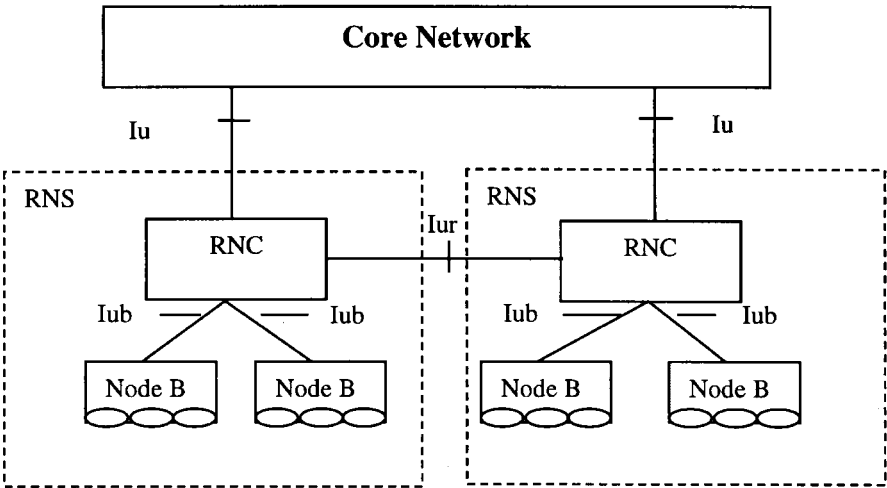 Core Network
Iu
Iu
RNS
RNS
RNC
Iur
RNC
Iub
Iub
Iub
Iub
Node B
Node B
Node B
Node B